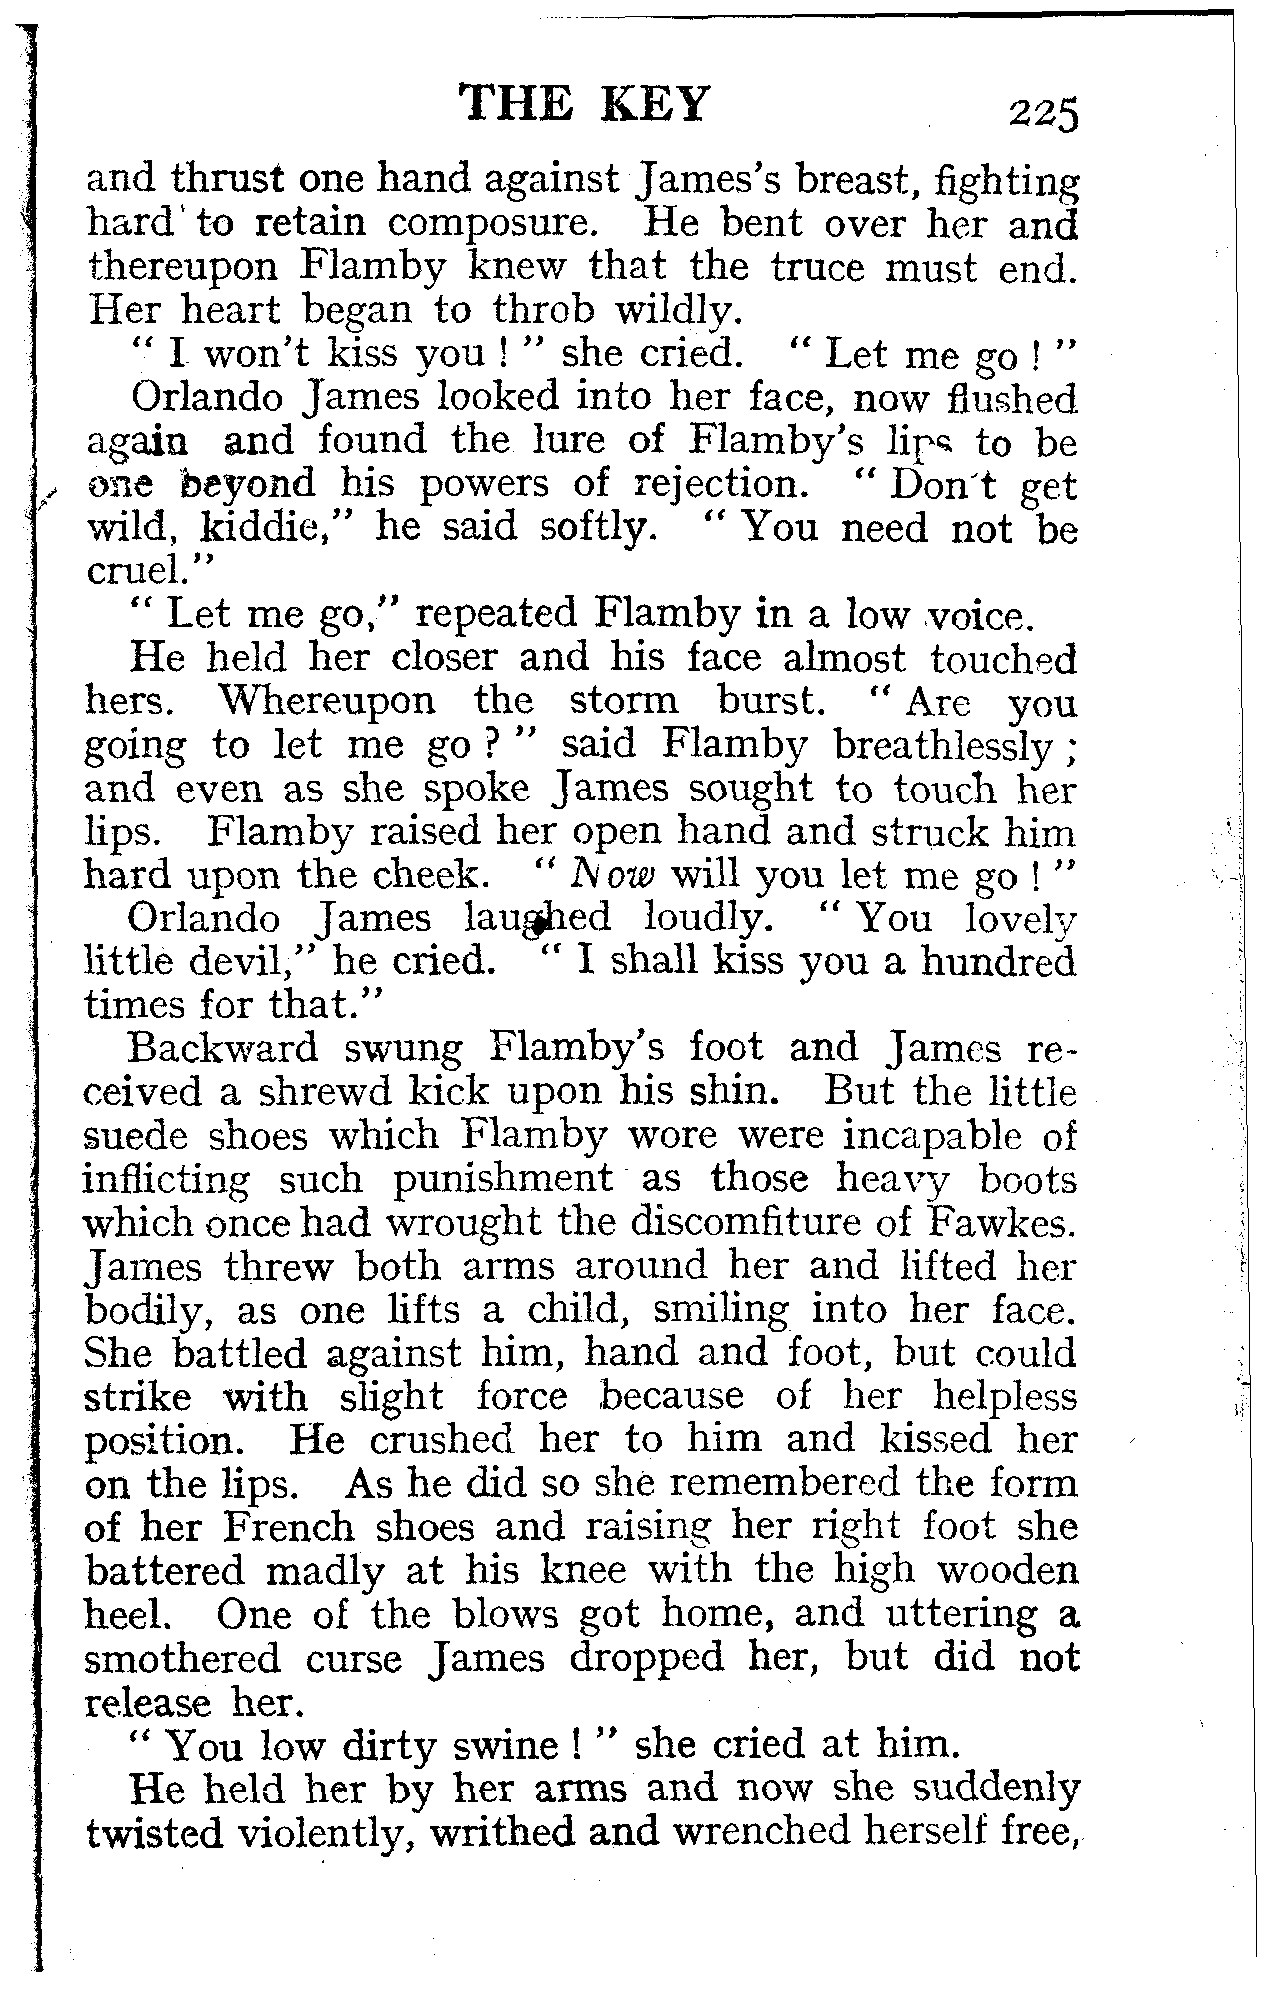 THE KEY 225
and thrust one hand against James's breast, fighting
hard to retain composure. He bent over her and
thereupon Flamby knew that the truce must end.
Her heart began to throb wildly.
“ I won't kiss you ! ” she cried. “ Let me go ! ”
Orlando James looked into her face, now flushed
again and found the lure of Flamby's lips to be
one beyond his powers of rejection. “ Don't get
wild, kiddie,” he said softly. “ You need not be
cruel.”
“ Let me go,” repeated Flamby in a low voice.
He held her closer and his face almost touched
hers. Whereupon the storm burst. “ Are you
going to let me go ? ” said Flamby breathlessly ;
and even as she spoke James sought to touch her
lips. Flamby raised her open hand and struck him
hard upon the cheek. “ Now will you let me go ! ”
Orlando James laughed loudly. “ You lovely
little devil,” he cried. “ I shall kiss you a hundred
times for that.”
Backward swung Flamby's foot and James re-
ceived a shrewd kick upon his shin. But the little
suede shoes which Flamby wore were incapable of
inflicting such punishment as those heavy boots
which once had wrought the discomfiture of Fawkes.
James threw both arms around her and lifted her
bodily, as one lifts a child, smiling into her face.
She battled against him, hand and foot, but could
strike with slight force because of her helpless
position. He crushed her to him and kissed her
on the lips. As he did so she remembered the form
of her French shoes and raising her right foot she
battered madly at his knee with the high wooden
heel. One of the blows got home, and uttering a
smothered curse James dropped her, but did not
release her.
“ You low dirty swine ! ” she cried at him.
He held her by her arms and now she suddenly
twisted violently, writhed and wrenched herself free,